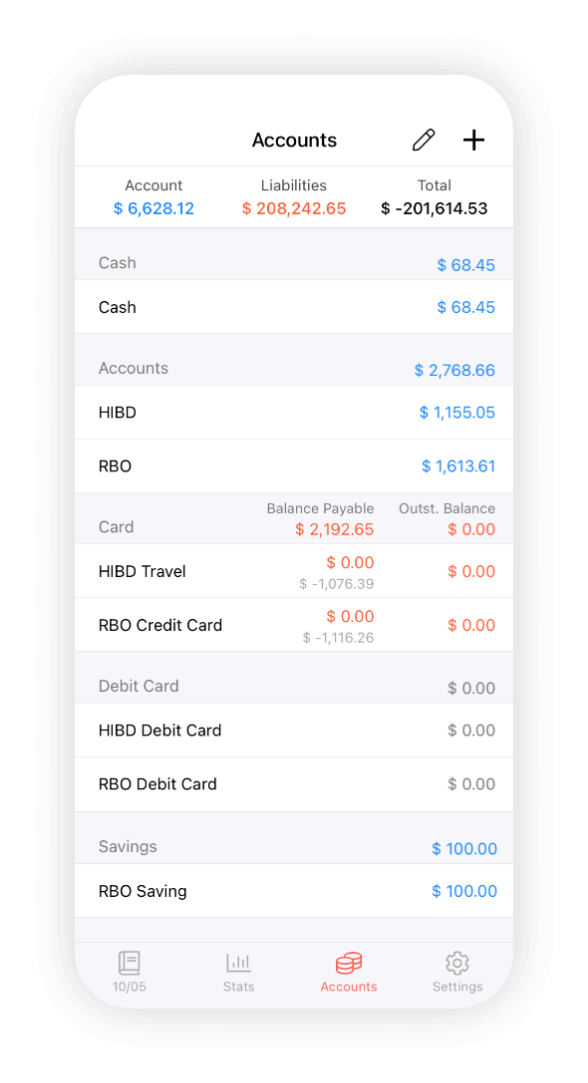 Accounts
Account Liabilities Total
$ 6,628.12 $ 208,242.65 $ -201,614.53
Cash $ 68.45
Cash $ 68.45
Accounts $ 2,768.66
HIBD $ 1,155.05
RBO $ 1,613.61
Balance Payable Outst. Balance
Card $ 2,192.65 $ 0.00
HIBD Travel $ 0.00 $ 0.00
$ -1,076.39
RBO Credit Card $ 0.00 $ 0.00
$ -1,116.26
Debit Card $ 0.00
HIBD Debit Card $ 0.00
RBO Debit Card $ 0.00
Savings $ 100.00
RBO Saving $ 100.00
10/05 Stats Accounts Settings